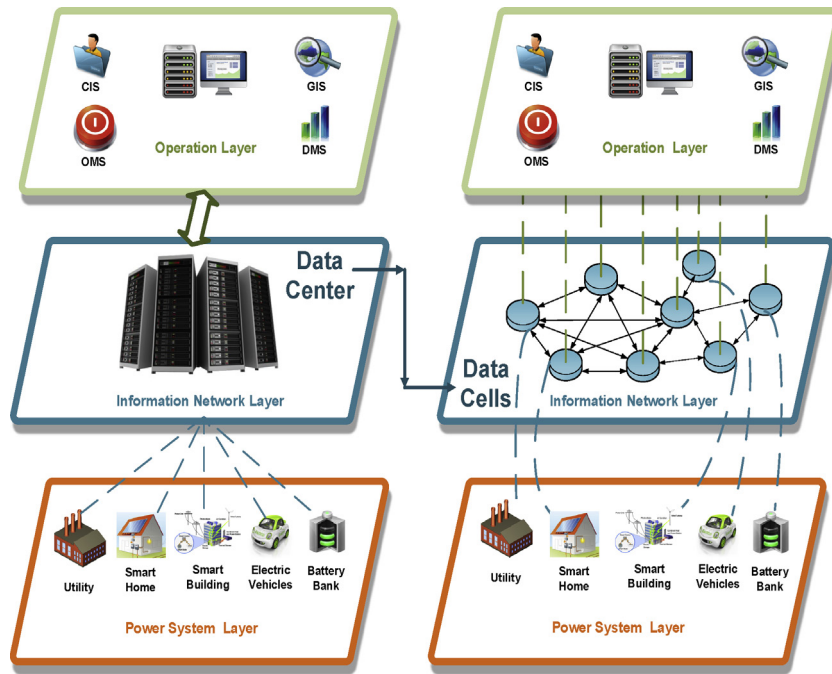 CIS
GIS
OMS
Operation Layer
DMS
Data
Center
Information Network Layer
Utility
Smart
Home
Smart
Building
Electric
Vehicles
Battery
Bank
Power System Layer
CIS
GIS
OMS
Operation Layer
DMS
Data
Cells
Information Network Layer
Utility
Smart
Home
Smart
Building
Electric
Vehicles
Battery
Bank
Power System Layer